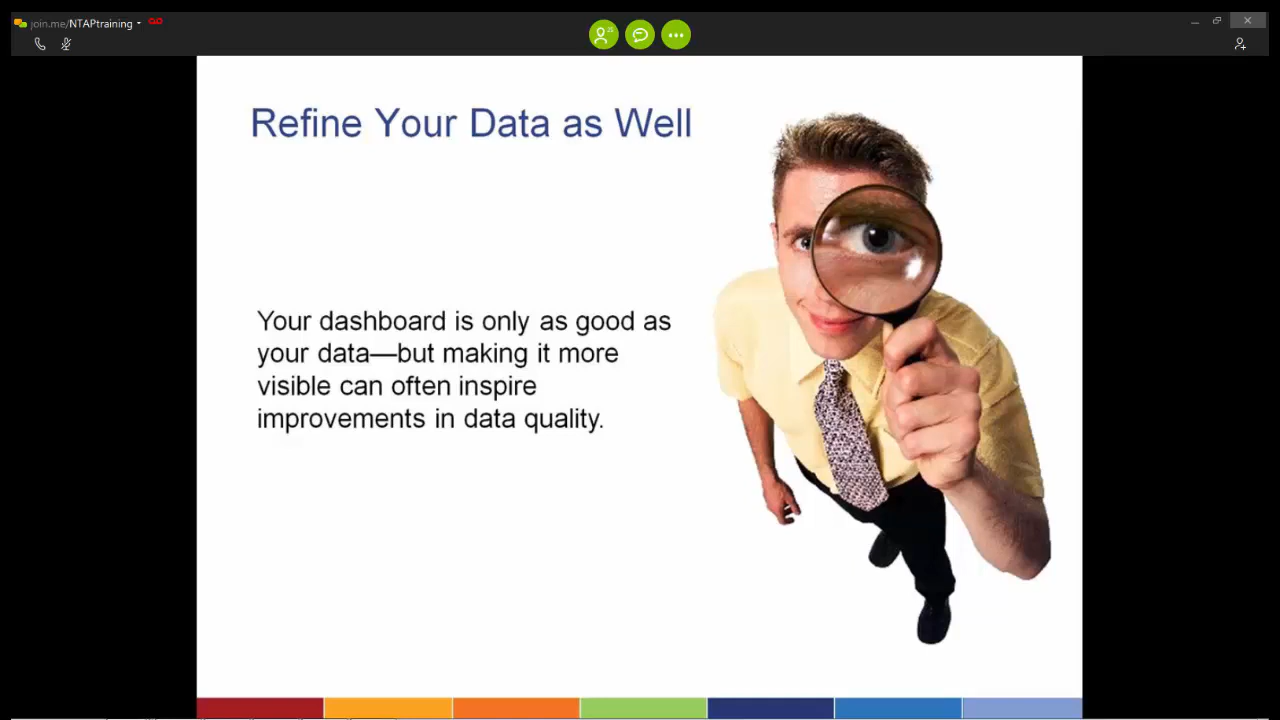 join.me/NTAPtraining
Refine Your Data as Well
Your dashboard is only as good as
your data—but making it more
visible can often inspire
improvements in data quality.